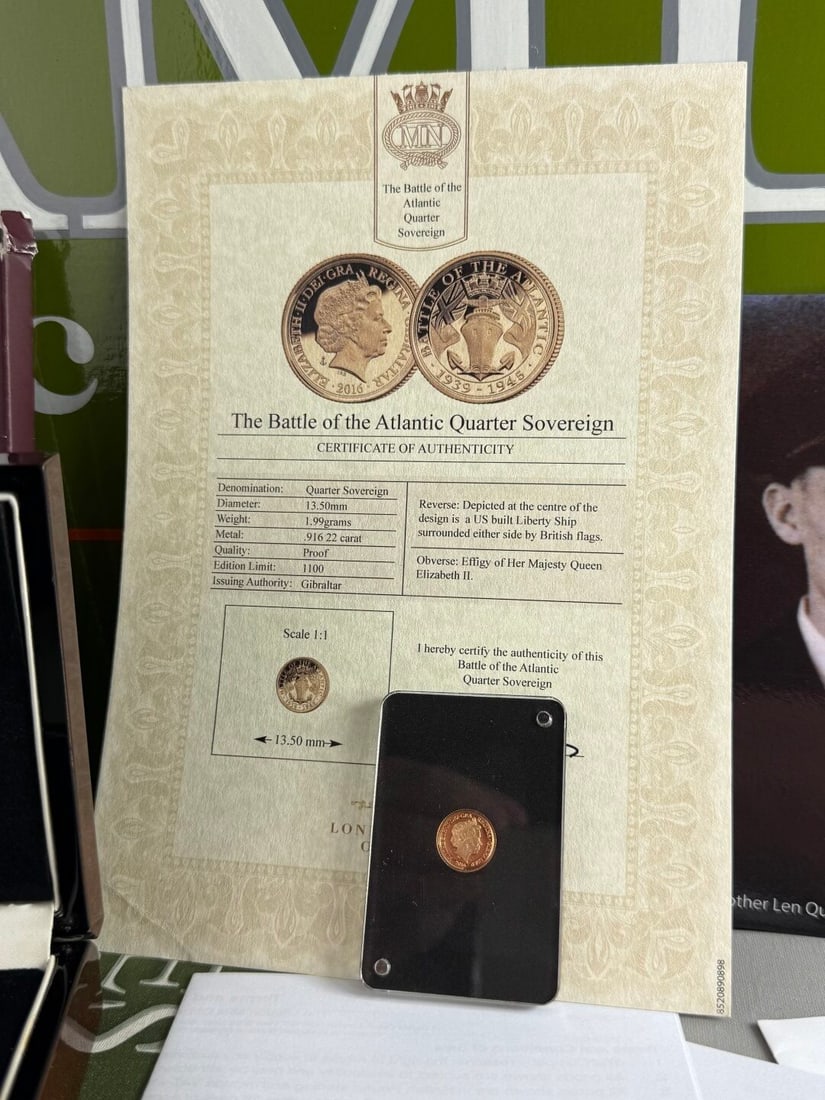 MN
The Battle of the
Atlantic
Quarter
Sovereign
ELIZABETH·II·DEI·GRA REGINA GIBRALTAR
·2016·
BATTLE OF THE ATLANTIC
·1939-1945·
The Battle of the Atlantic Quarter Sovereign
CERTIFICATE OF AUTHENTICITY
Denomination: Quarter Sovereign
Diameter: 13.50mm
Weight: 1.99grams
Metal: .916 22 carat
Quality: Proof
Edition Limit: 1100
Issuing Authority: Gibraltar
Reverse: Depicted at the centre of the
design is a US built Liberty Ship
surrounded either side by British flags.
Obverse: Effigy of Her Majesty Queen
Elizabeth II.
Scale 1:1
13.50 mm
I hereby certify the authenticity of this
Battle of the Atlantic
Quarter Sovereign
LON
other Len Qu
8520890898